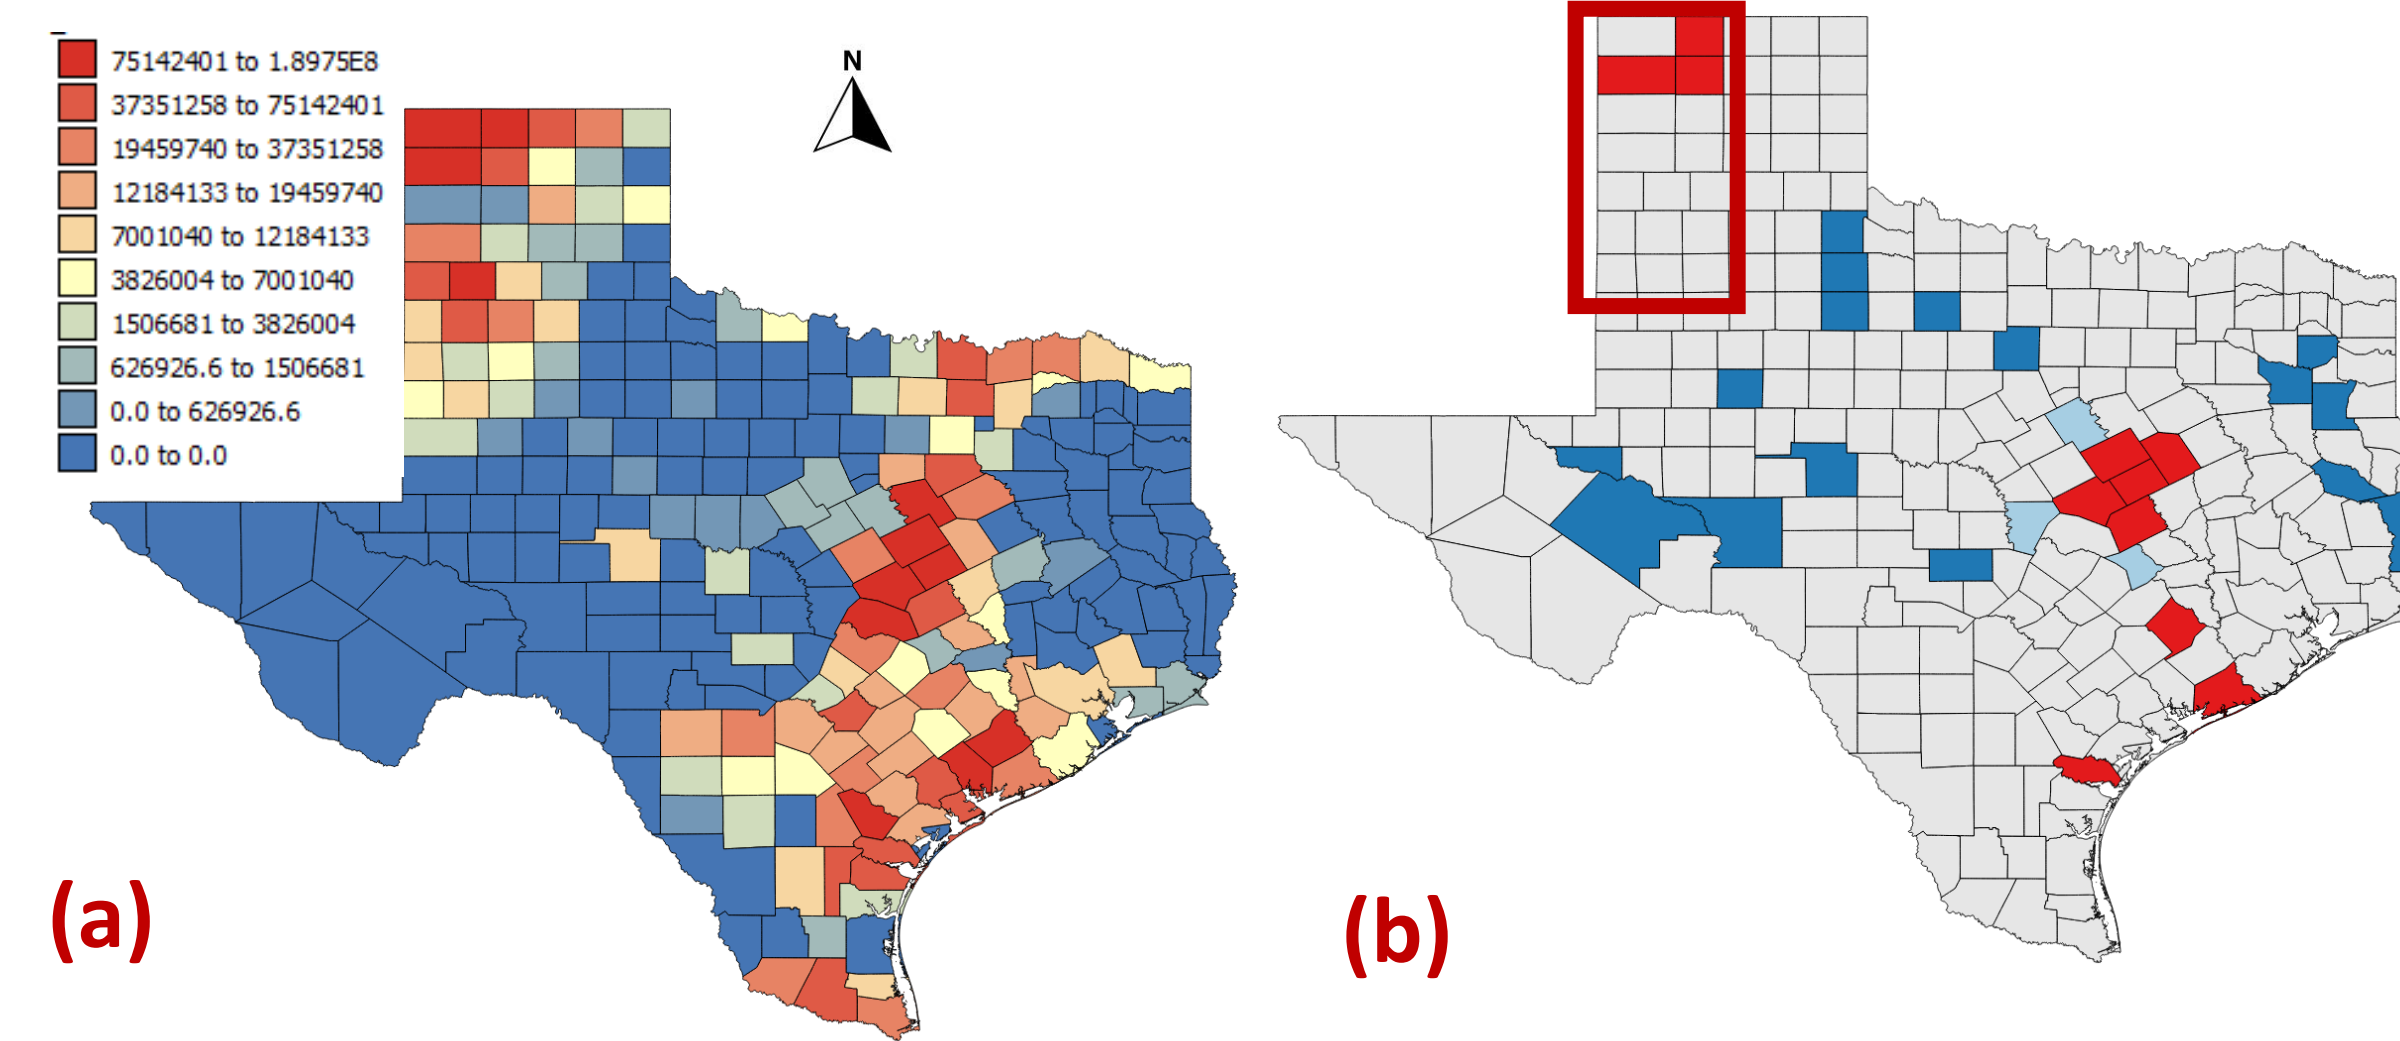 75142401 to 1.8975E8
37351258 to 75142401
19459740 to 37351258
12184133 to 19459740
7001040 to 12184133
3826004 to 7001040
1506681 to 3826004
626926.6 to 1506681
0.0 to 626926.6
0.0 to 0.0
N
(a)
(b)